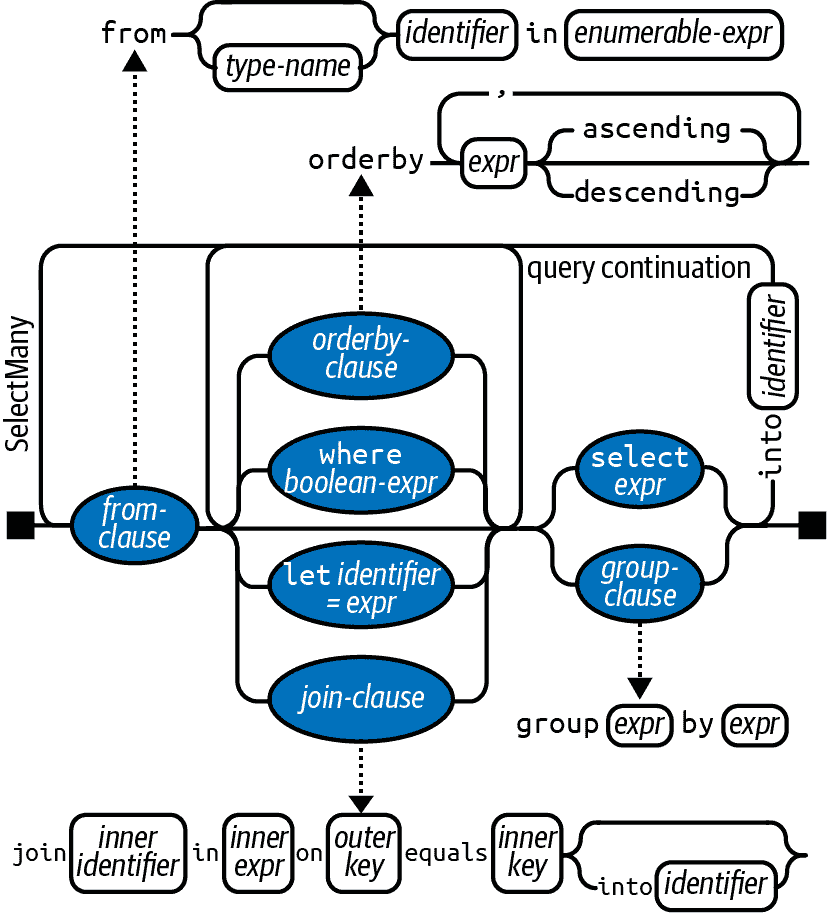 from type-name identifier in enumerable-expr
,
orderby expr ascending
descending
query continuation
SelectMany
identifier
into
orderby-
clause
where
boolean-expr
from-
clause
let identifier
= expr
join-clause
select
expr
group-
clause
group expr by expr
join inner
identifier in inner
expr on outer
key equals inner
key into identifier